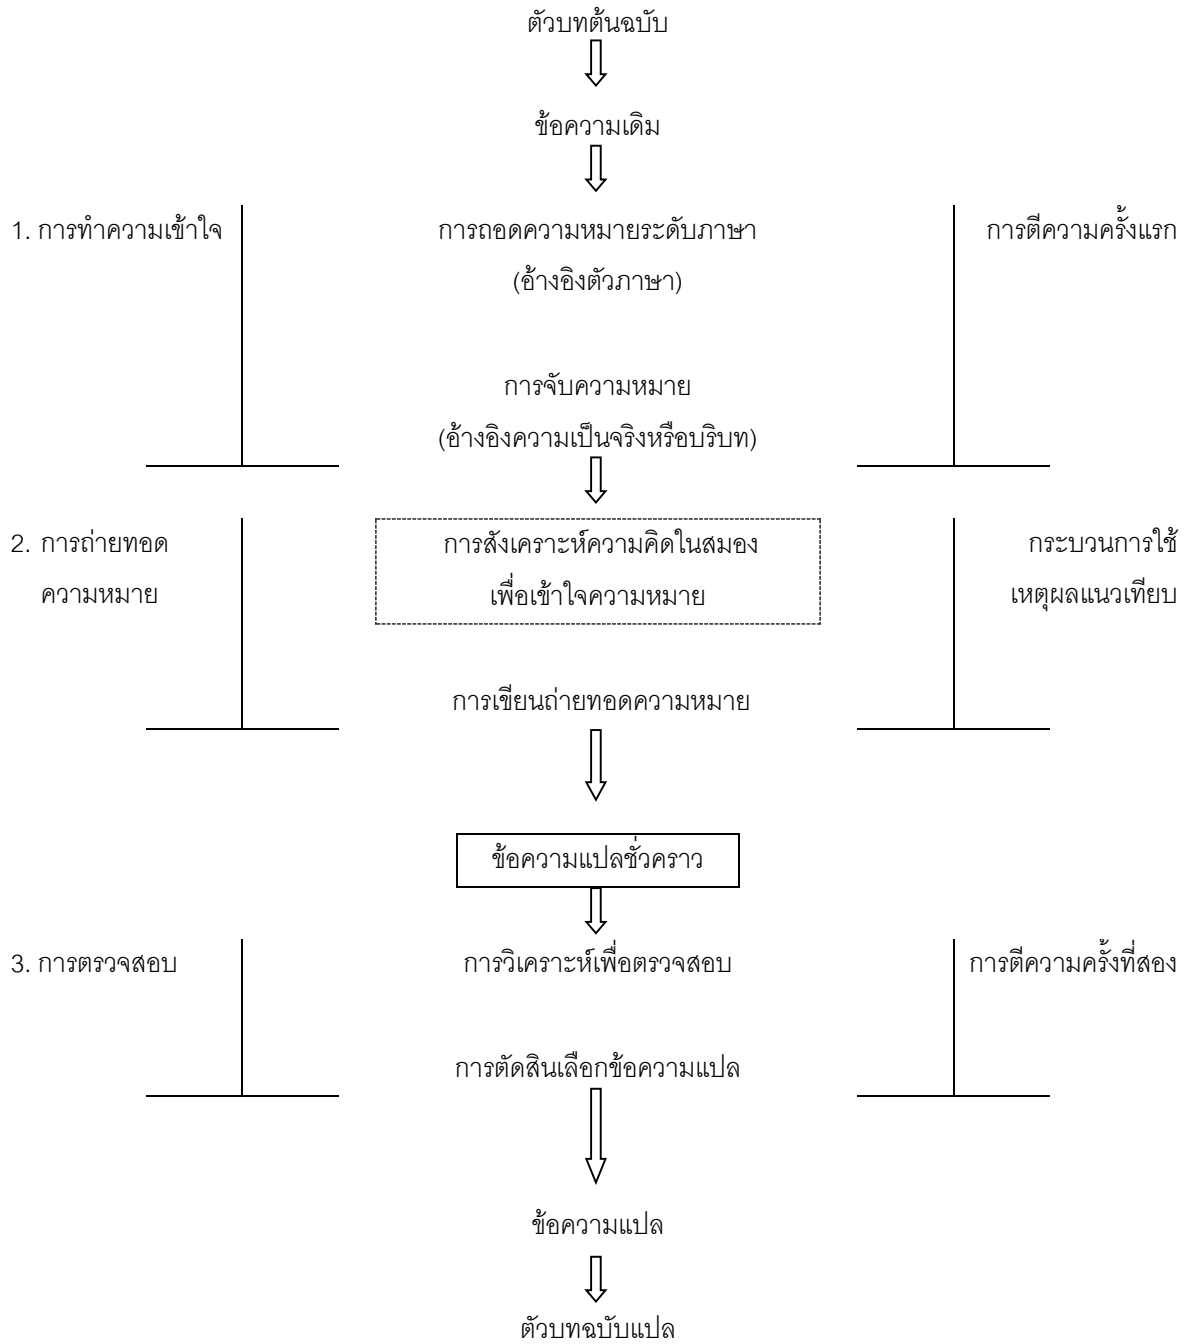 ตัวบทต้นฉบับ
ข้อความเดิม
1. การทำความเข้าใจ
การถอดความหมายระดับภาษา
การตีความครั้งแรก
(อ้างอิงตัวภาษา)
การจับความหมาย
(อ้างอิงความเป็นจริงหรือบริบท)
2. การถ่ายทอด
ความหมาย
การสังเคราะห์ความคิดในสมอง
เพื่อเข้าใจความหมาย
กระบวนการใช้
เหตุผลแนวเทียบ
การเขียนถ่ายทอดความหมาย
ข้อความแปลชั่วคราว
3. การตรวจสอบ
การวิเคราะห์เพื่อตรวจสอบ
การตีความครั้งที่สอง
การตัดสินเลือกข้อความแปล
ข้อความแปล
ตัวบทฉบับแปล